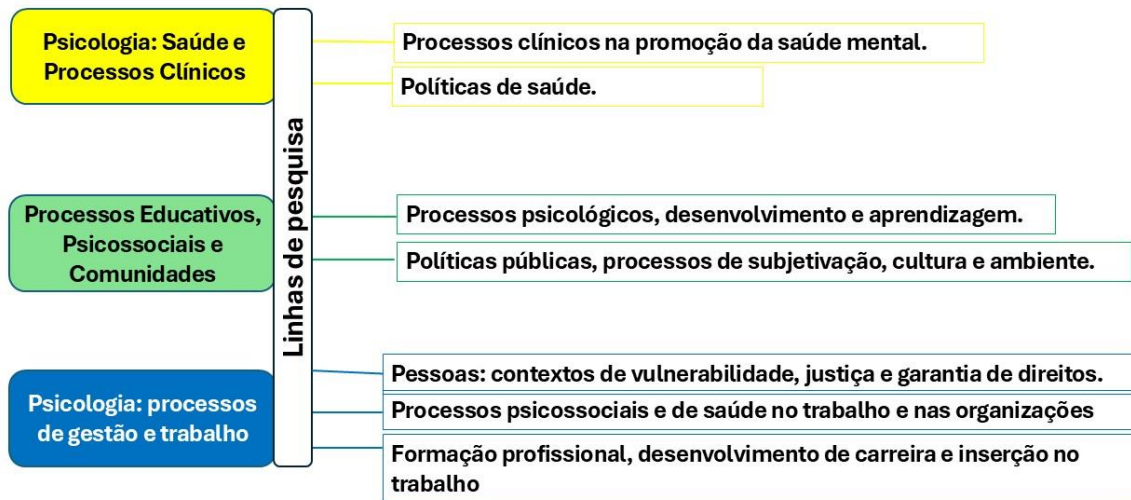 Psicologia: Saúde e
Processos Clínicos
Processos clínicos na promoção da saúde mental.
Políticas de saúde.
Linhas de pesquisa
Processos Educativos,
Psicossociais e
Comunidades
Processos psicológicos, desenvolvimento e aprendizagem.
Políticas públicas, processos de subjetivação, cultura e ambiente.
Psicologia: processos
de gestão e trabalho
Pessoas: contextos de vulnerabilidade, justiça e garantia de direitos.
Processos psicossociais e de saúde no trabalho e nas organizações
Formação profissional, desenvolvimento de carreira e inserção no
trabalho